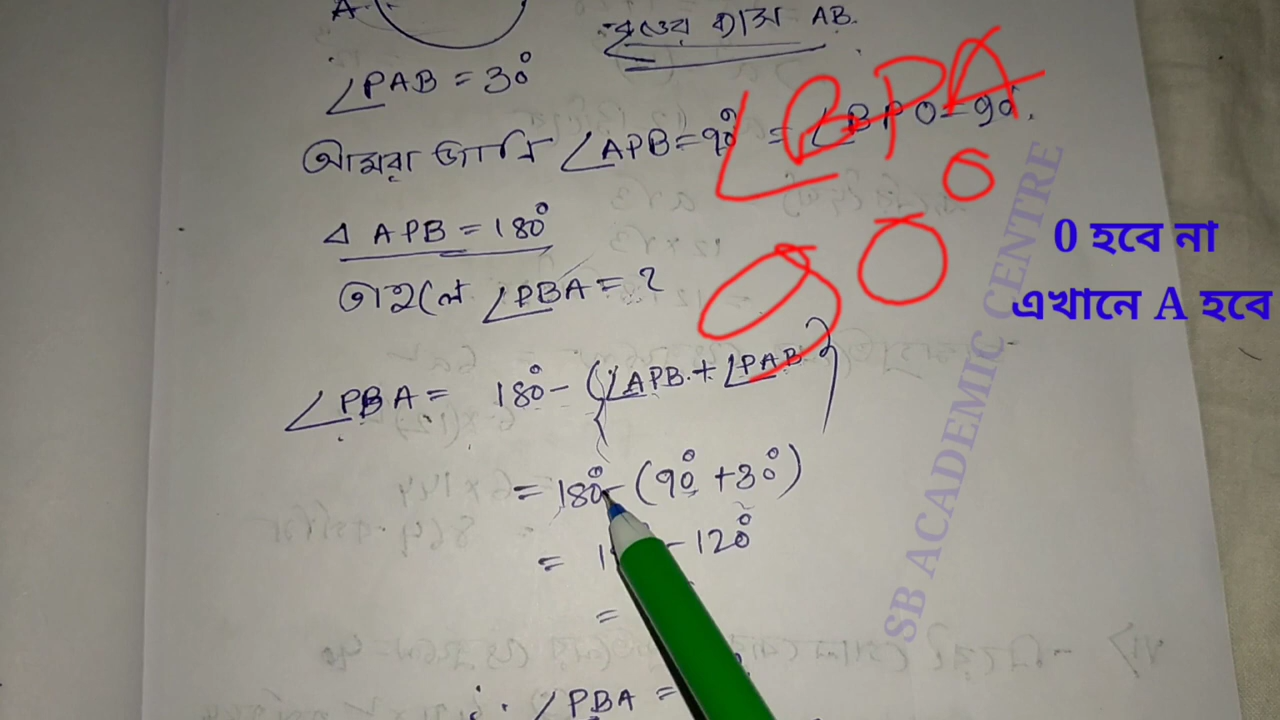 A
বৃত্তের ব্যাস AB.
∠PAB = 30°
আমরা জানি ∠APB = 90° = ∠BPO = 90°.
∠BPA
90°
Δ APB = 180°
0 হবে না
এখানে A হবে
তাহলে ∠PBA = ?
∠PBA = 180° - {∠APB + ∠PAB}
= 180° - (90° + 30°)
= - 120°
=
∴ ∠PBA =
SB ACADEMIC CENTRE